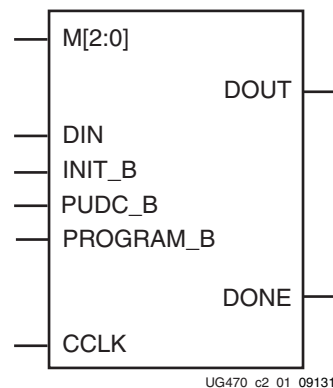 M[2:0]
DOUT
DIN
INIT_B
PUDC_B
PROGRAM_B
DONE
CCLK
UG470_c2_01_09131